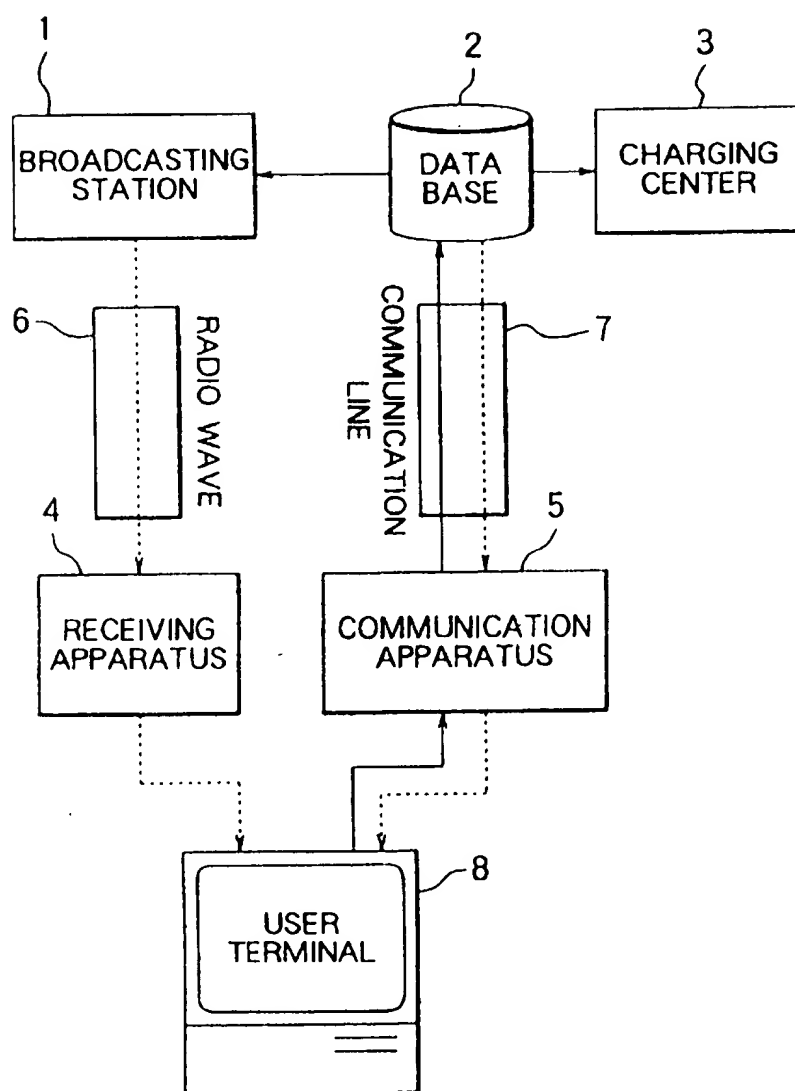 1
2
3
BROADCASTING
STATION
DATA
BASE
CHARGING
CENTER
6
RADIO WAVE
COMMUNICATION
LINE
7
4
RECEIVING
APPARATUS
5
COMMUNICATION
APPARATUS
8
USER
TERMINAL